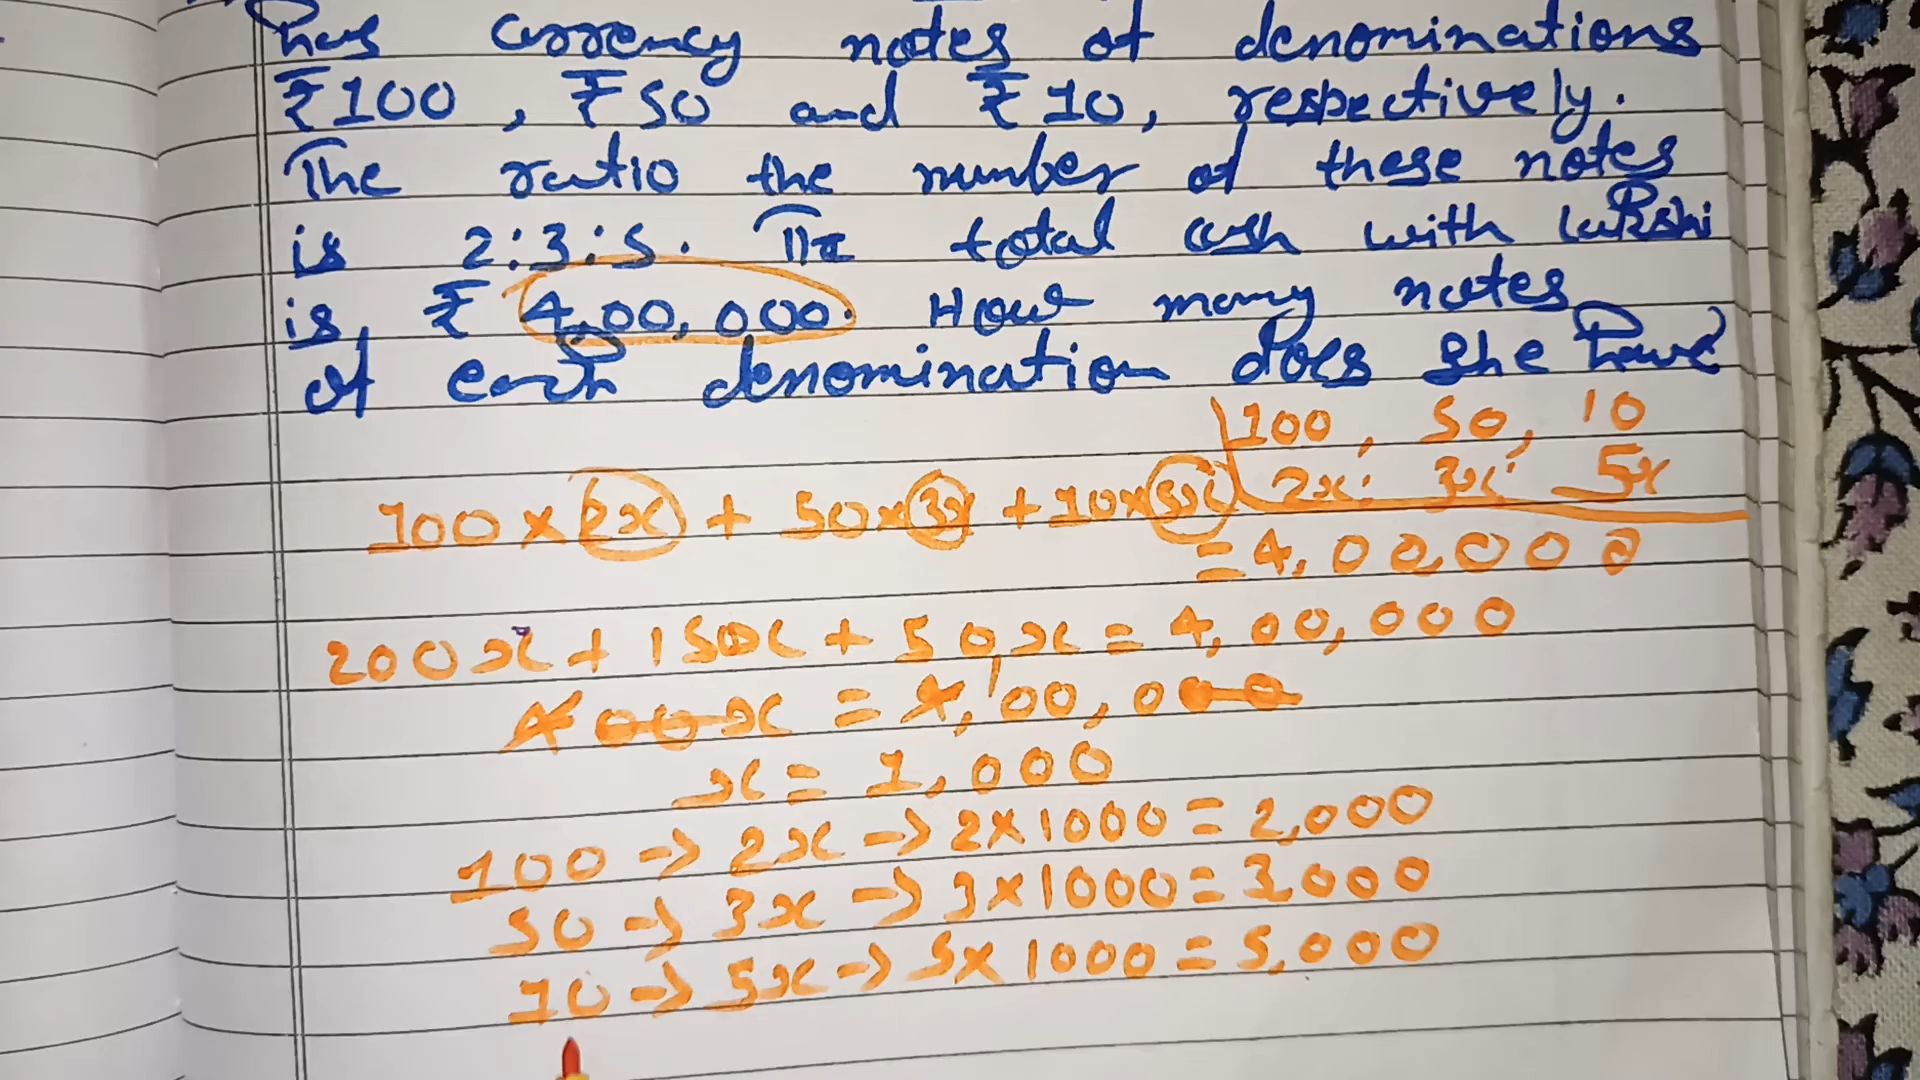 has currency notes of denominations
₹100, ₹50 and ₹10, respectively.
The ratio the number of these notes
is 2:3:5. The total cash with lakshi
is, ₹ 4,00,000. How many notes
of each denomination does she have
100, 50, 10
2x: 3x: 5x
100 × 2x + 50×3x + 10×5x
= 4,00,000
200x + 150x + 50x = 4,00,000
400x = 4,00,000
x = 1,000
100 → 2x → 2×1000 = 2,000
50 → 3x → 3×1000 = 3000
10 → 5x → 5×1000 = 5,000